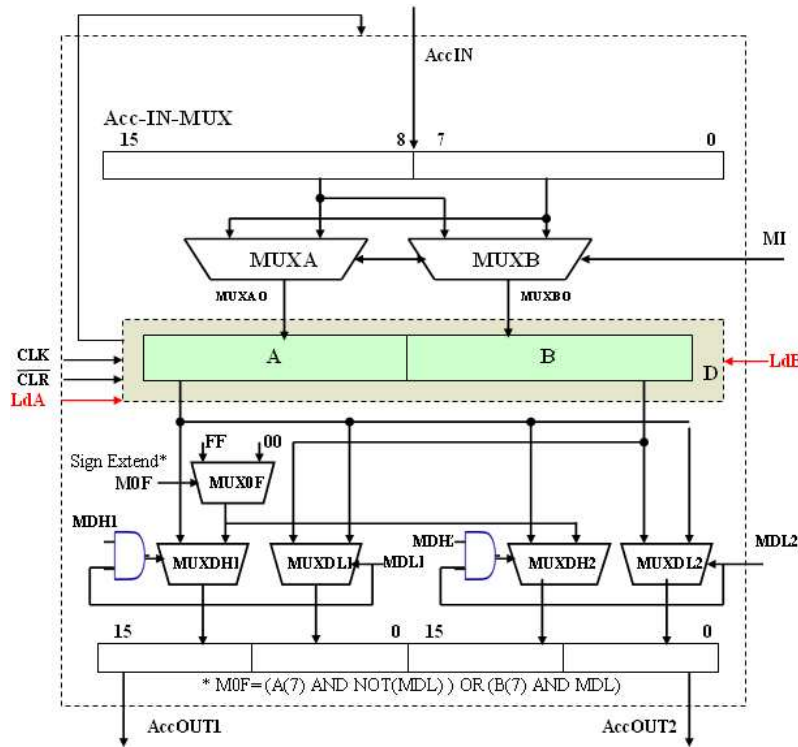 AccIN
Acc-IN-MUX
15 8 7 0
MUXA MUXB MI
MUXAO MUXBO
CLK
CLR
LdA
A B D
LdB
FF 00
Sign Extend*
M0F
MUX0F
MDH1
MUXDH1 MUXDL1 MDL1
MUXDH2 MUXDL2 MDL2
15 0 15 0
* M0F= (A(7) AND NOT(MDL) ) OR (B(7) AND MDL)
AccOUT1 AccOUT2